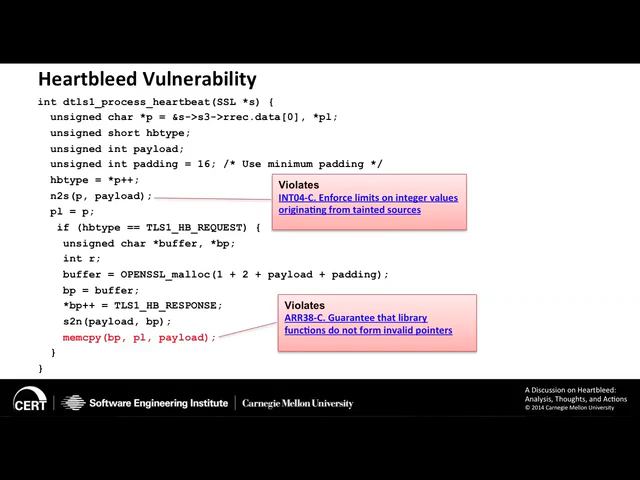 Heartbleed Vulnerability
int dtls1_process_heartbeat(SSL *s) {
unsigned char *p = &s->s3->rrec.data[0], *pl;
unsigned short hbtype;
unsigned int payload;
unsigned int padding = 16; /* Use minimum padding */
hbtype = *p++;
n2s(p, payload);
pl = p;
Violates
INT04-C. Enforce limits on integer values
originating from tainted sources
if (hbtype == TLS1_HB_REQUEST) {
unsigned char *buffer, *bp;
int r;
buffer = OPENSSL_malloc(1 + 2 + payload + padding);
bp = buffer;
*bp++ = TLS1_HB_RESPONSE;
s2n(payload, bp);
memcpy(bp, pl, payload);
Violates
ARR38-C. Guarantee that library
functions do not form invalid pointers
}
}
CERT
Software Engineering Institute
Carnegie Mellon University
A Discussion on Heartbleed:
Analysis, Thoughts, and Actions
© 2014 Carnegie Mellon University